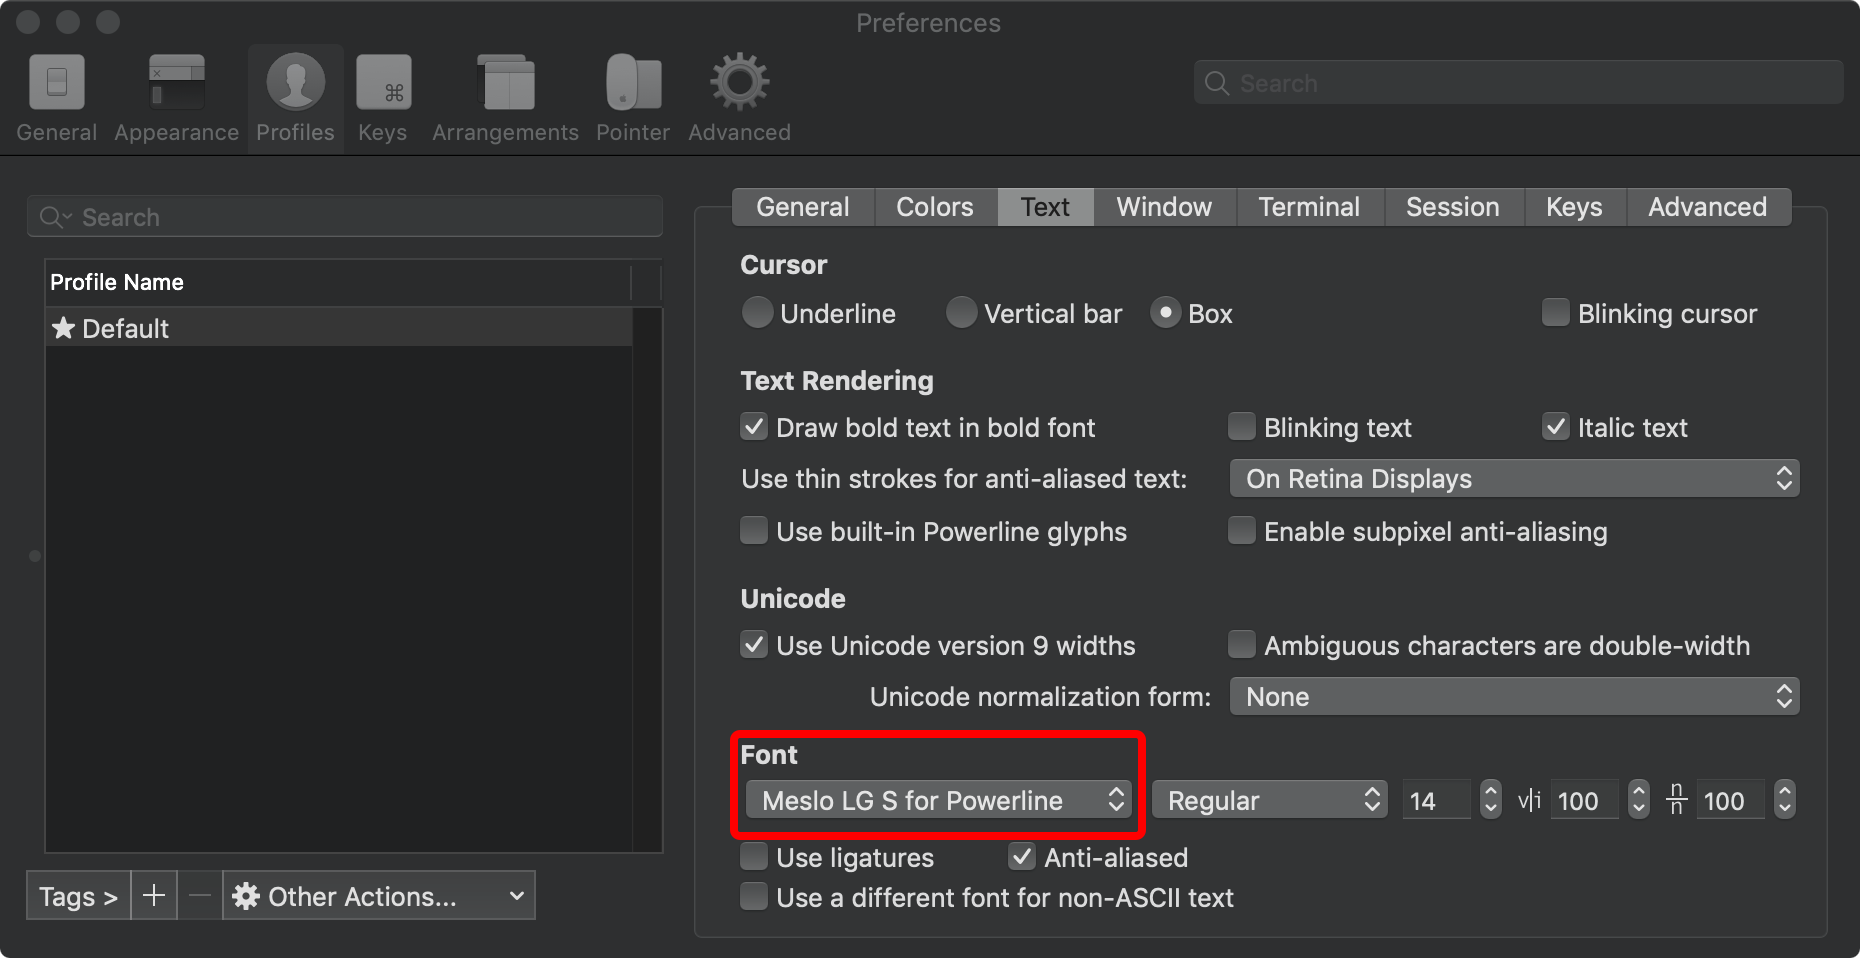 Preferences
General Appearance Profiles Keys Arrangements Pointer Advanced
Search
Search
Profile Name
★ Default
Tags > + − Other Actions...
General Colors Text Window Terminal Session Keys Advanced
Cursor
Underline Vertical bar Box Blinking cursor
Text Rendering
Draw bold text in bold font Blinking text Italic text
Use thin strokes for anti-aliased text: On Retina Displays
Use built-in Powerline glyphs Enable subpixel anti-aliasing
Unicode
Use Unicode version 9 widths Ambiguous characters are double-width
Unicode normalization form: None
Font
Meslo LG S for Powerline Regular 14 v|i 100 n/n 100
Use ligatures Anti-aliased
Use a different font for non-ASCII text